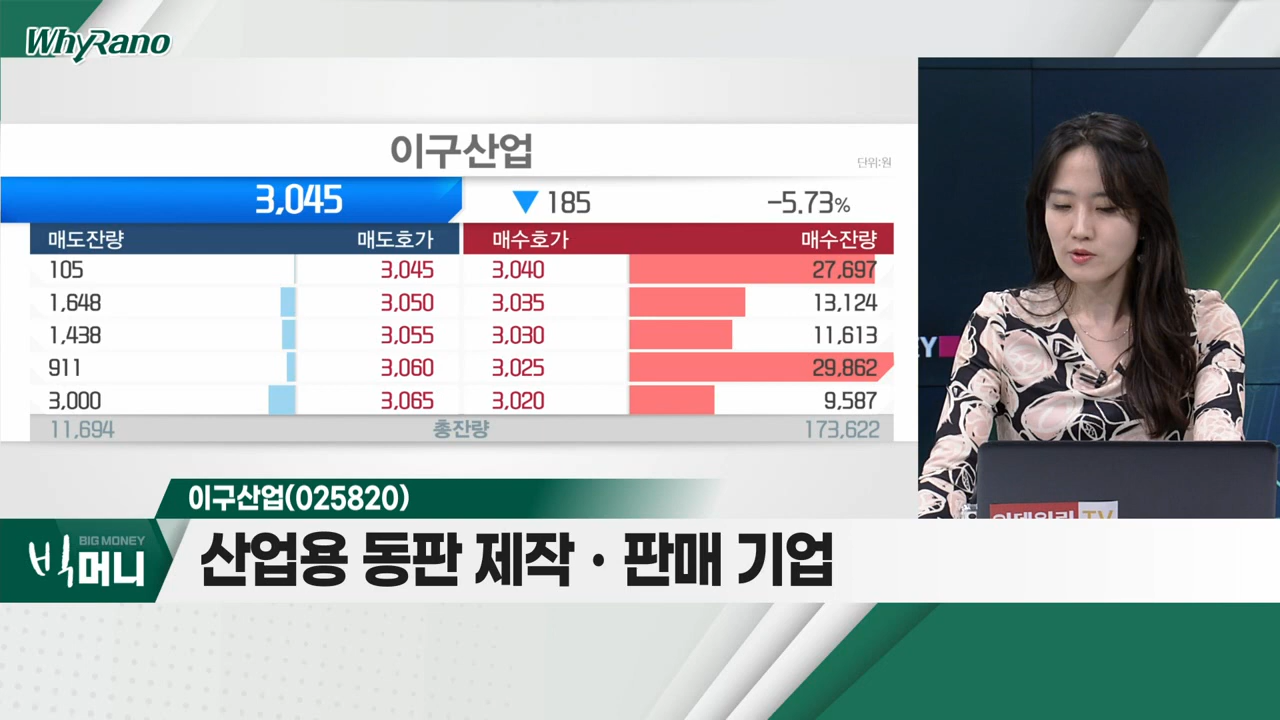 WhyRano
이구산업
단위:원
3,045 ▼ 185 -5.73%
매도잔량 매도호가 매수호가 매수잔량
105 3,045 3,040 27,697
1,648 3,050 3,035 13,124
1,438 3,055 3,030 11,613
911 3,060 3,025 29,862
3,000 3,065 3,020 9,587
11,694 총잔량 173,622
EY
TV
이구산업(025820)
BIG MONEY
빅머니
산업용 동판 제작·판매 기업